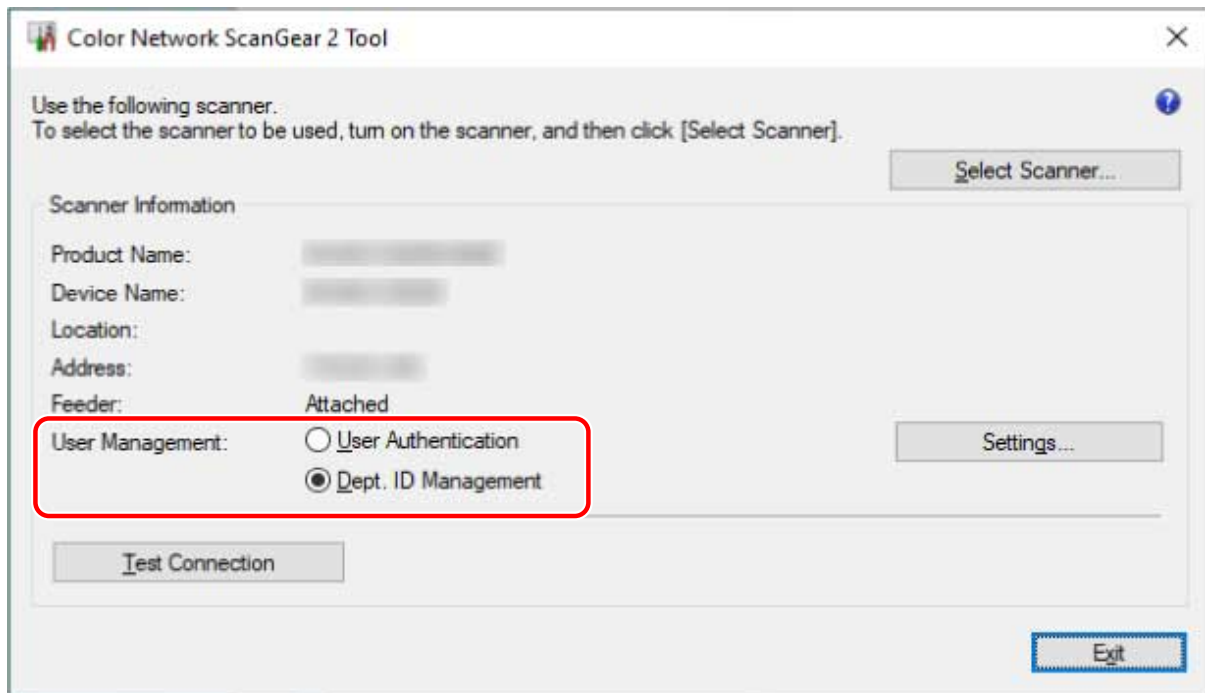 Color Network ScanGear 2 Tool
Use the following scanner.
To select the scanner to be used, turn on the scanner, and then click [Select Scanner].
Select Scanner...
Scanner Information
Product Name:
Device Name:
Location:
Address:
Feeder: Attached
User Management: User Authentication Settings...
Dept. ID Management
Test Connection
Exit